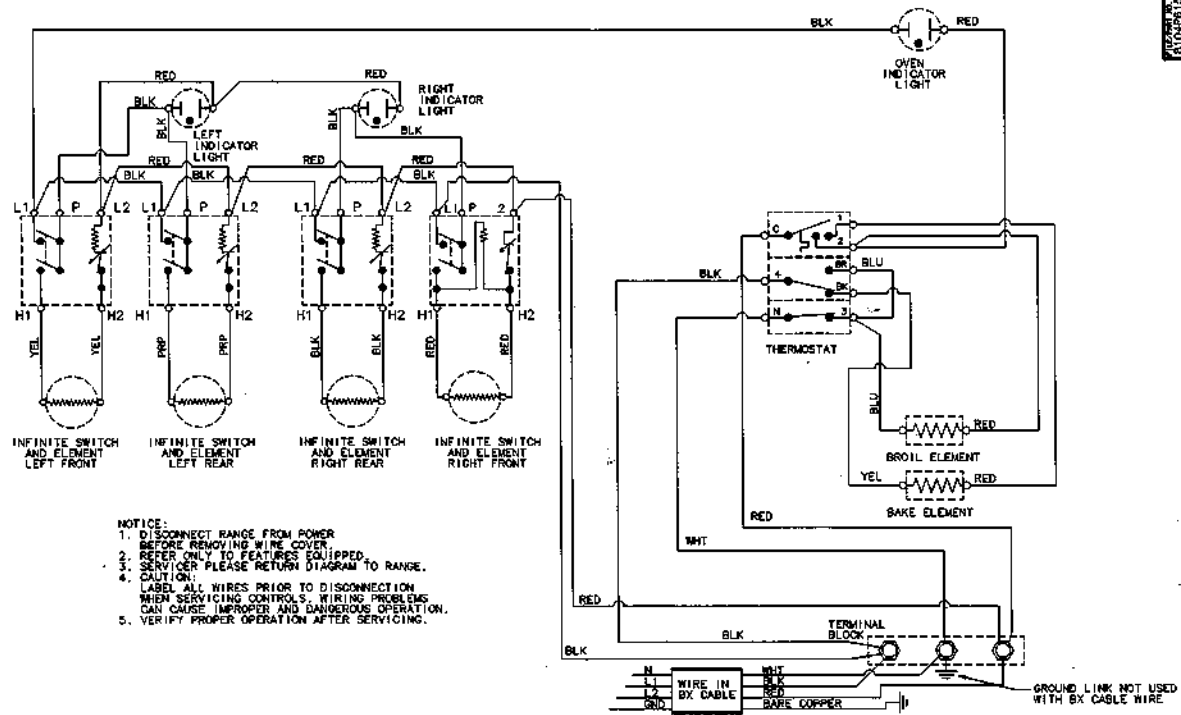 BLK
RED
OVEN
INDICATOR
LIGHT
RED
RED
RIGHT
INDICATOR
LIGHT
BLK
BLK
BLK
BLK
LEFT
INDICATOR
LIGHT
RED
RED
RED
BLK
BLK
BLK
L1 P L2
L1 P L2
L1 P L2
L1 P 2
H1 H2
H1 H2
H1 H2
H1 H2
YEL YEL
PRP PRP
BLK BLK
RED RED
INFINITE SWITCH
AND ELEMENT
LEFT FRONT
INFINITE SWITCH
AND ELEMENT
LEFT REAR
INFINITE SWITCH
AND ELEMENT
RIGHT REAR
INFINITE SWITCH
AND ELEMENT
RIGHT FRONT
C
1
2
BLK
4
BR
BLU
BK
N
3
THERMOSTAT
BLU
RED
BROIL ELEMENT
YEL
RED
BAKE ELEMENT
RED
WHT
NOTICE:
1. DISCONNECT RANGE FROM POWER
BEFORE REMOVING WIRE COVER.
2. REFER ONLY TO FEATURES EQUIPPED.
3. SERVICER PLEASE RETURN DIAGRAM TO RANGE.
4. CAUTION:
LABEL ALL WIRES PRIOR TO DISCONNECTION
WHEN SERVICING CONTROLS. WIRING PROBLEMS
CAN CAUSE IMPROPER AND DANGEROUS OPERATION.
5. VERIFY PROPER OPERATION AFTER SERVICING.
RED
BLK
TERMINAL
BLOCK
BLK
N
L1
L2
GND
WIRE IN
BX CABLE
WHT
BLK
RED
BARE COPPER
GROUND LINK NOT USED
WITH BX CABLE WIRE